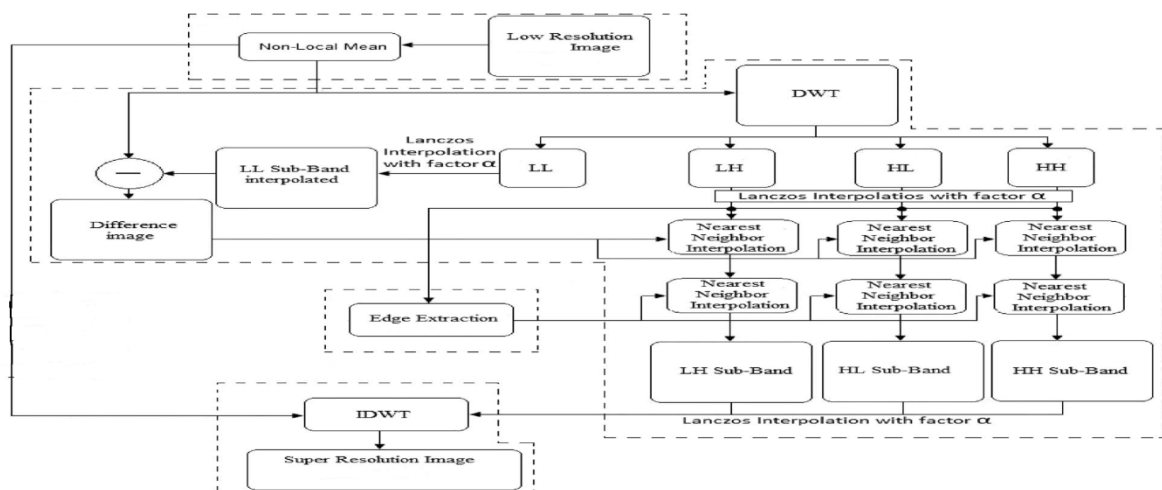 Low Resolution
Image
Non-Local Mean
DWT
Lanczos
Interpolation
with factor α
LL Sub-Band
interpolated
LL
LH
HL
HH
Lanczos Interpolatios with factor α
Difference
image
Nearest
Neighbor
Interpolation
Nearest
Neighbor
Interpolation
Nearest
Neighbor
Interpolation
Nearest
Neighbor
Interpolation
Nearest
Neighbor
Interpolation
Nearest
Neighbor
Interpolation
Edge Extraction
LH Sub-Band
HL Sub-Band
HH Sub-Band
IDWT
Lanczos Interpolation with factor α
Super Resolution Image